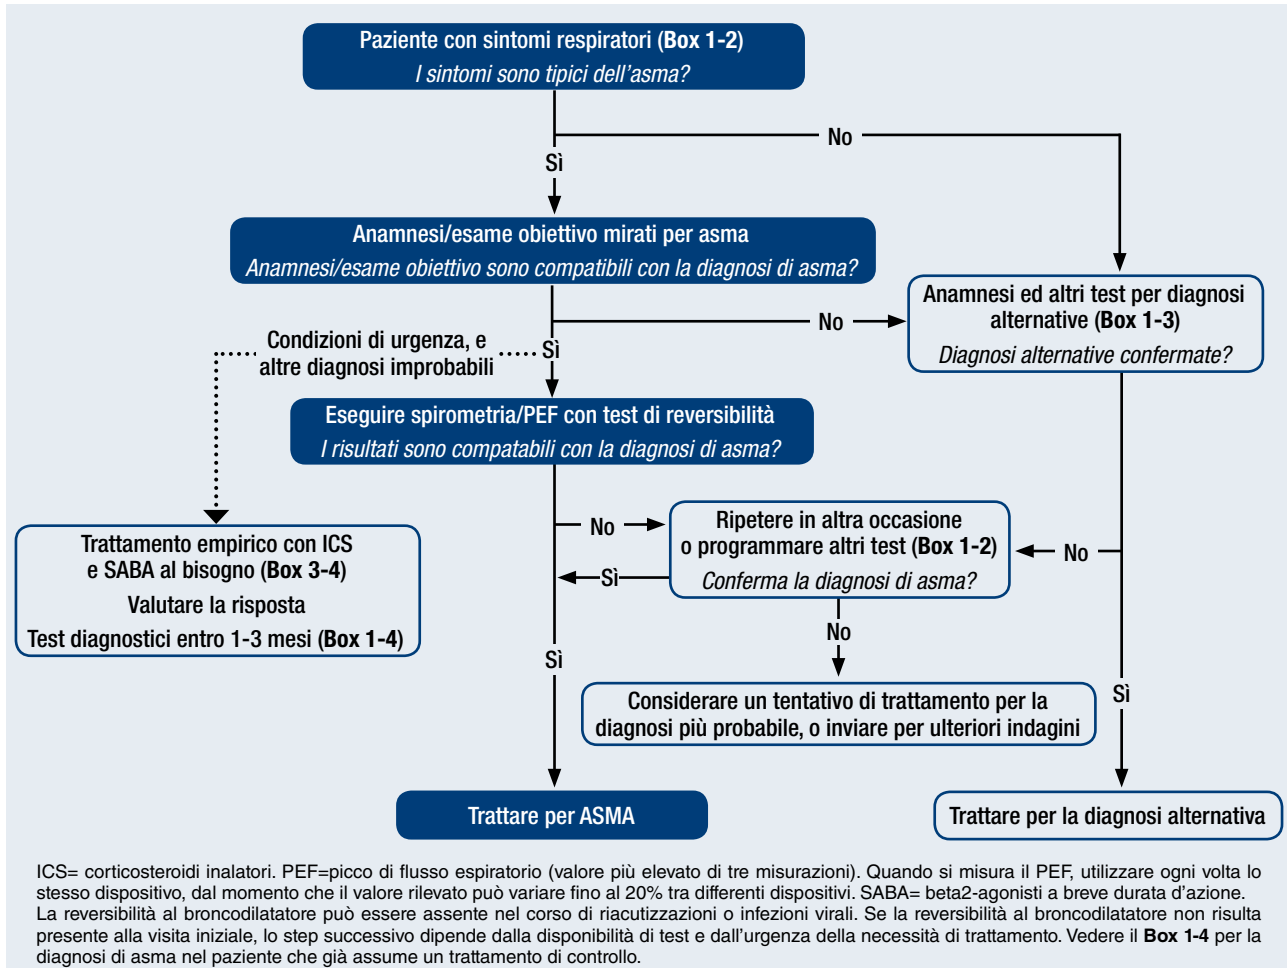 Paziente con sintomi respiratori (Box 1-2)
I sintomi sono tipici dell'asma?
No
Sì
Anamnesi/esame obiettivo mirati per asma
Anamnesi/esame obiettivo sono compatibili con la diagnosi di asma?
Anamnesi ed altri test per diagnosi
alternative (Box 1-3)
Diagnosi alternative confermate?
No
Condizioni di urgenza, e
altre diagnosi improbabili
Sì
Eseguire spirometria/PEF con test di reversibilità
I risultati sono compatabili con la diagnosi di asma?
Trattamento empirico con ICS
e SABA al bisogno (Box 3-4)
Valutare la risposta
Test diagnostici entro 1-3 mesi (Box 1-4)
No
Ripetere in altra occasione
o programmare altri test (Box 1-2)
Conferma la diagnosi di asma?
No
Sì
No
Sì
Considerare un tentativo di trattamento per la
diagnosi più probabile, o inviare per ulteriori indagini
Sì
Trattare per ASMA
Trattare per la diagnosi alternativa
ICS= corticosteroidi inalatori. PEF=picco di flusso espiratorio (valore più elevato di tre misurazioni). Quando si misura il PEF, utilizzare ogni volta lo
stesso dispositivo, dal momento che il valore rilevato può variare fino al 20% tra differenti dispositivi. SABA= beta2-agonisti a breve durata d'azione.
La reversibilità al broncodilatatore può essere assente nel corso di riacutizzazioni o infezioni virali. Se la reversibilità al broncodilatatore non risulta
presente alla visita iniziale, lo step successivo dipende dalla disponibilità di test e dall'urgenza della necessità di trattamento. Vedere il Box 1-4 per la
diagnosi di asma nel paziente che già assume un trattamento di controllo.